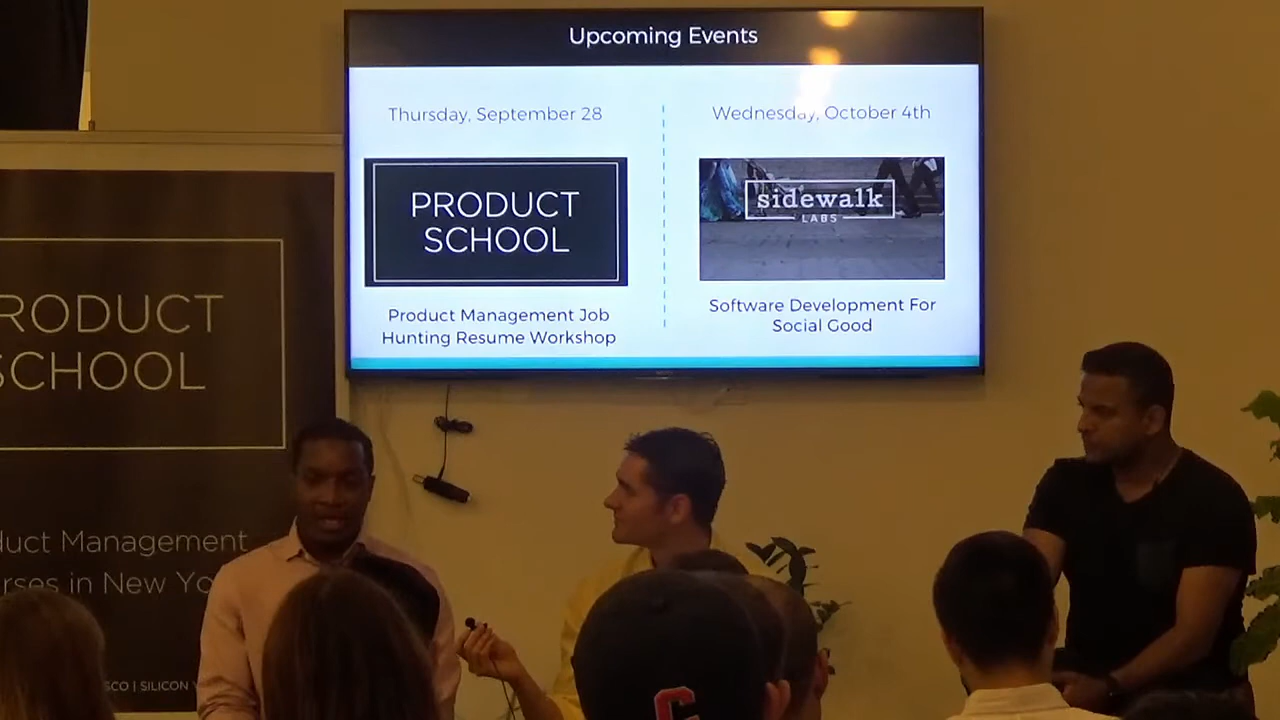 Upcoming Events
Thursday, September 28
PRODUCT
SCHOOL
Product Management Job
Hunting Resume Workshop
Wednesday, October 4th
sidewalk
LABS
Software Development For
Social Good
RODUCT
SCHOOL
duct Management
rses in New Yo
SCO | SILICON V
C